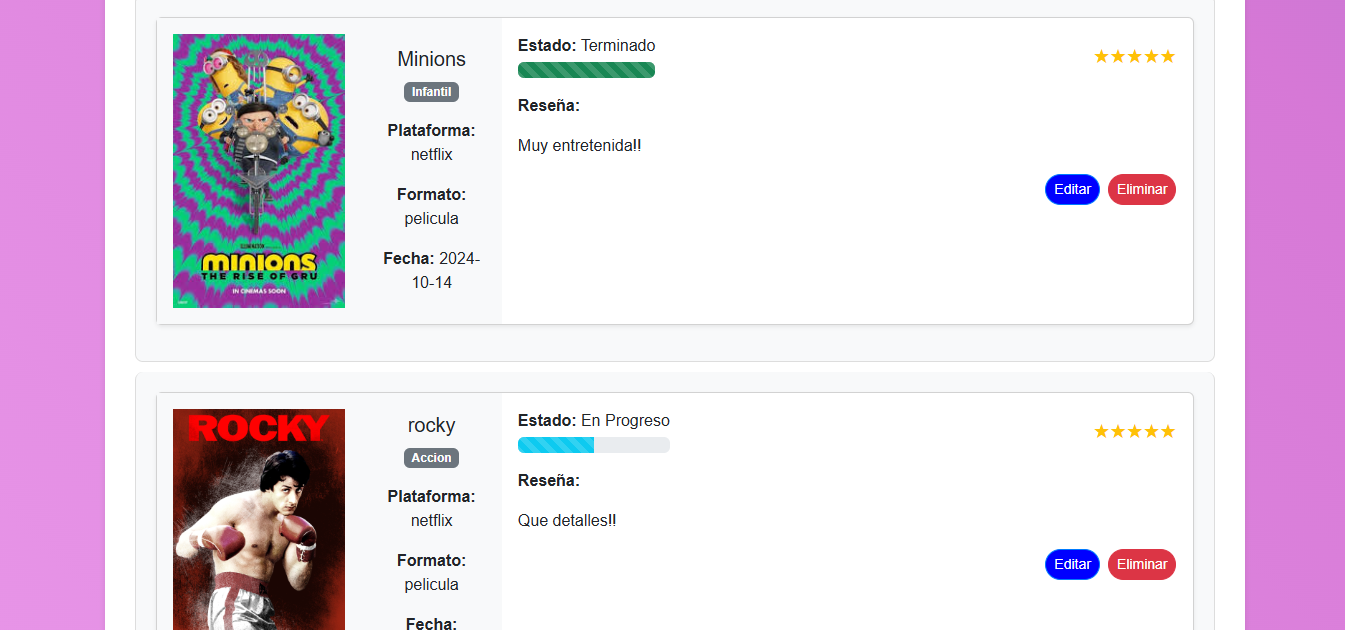 Minions
Infantil
Plataforma:
netflix
Formato:
pelicula
Fecha: 2024-
10-14
Estado: Terminado
Reseña:
Muy entretenida!!
Editar Eliminar
MINIONS
THE RISE OF GRU
IN CINEMAS SOON
ROCKY
rocky
Accion
Plataforma:
netflix
Formato:
pelicula
Fecha:
Estado: En Progreso
Reseña:
Que detalles!!
Editar Eliminar